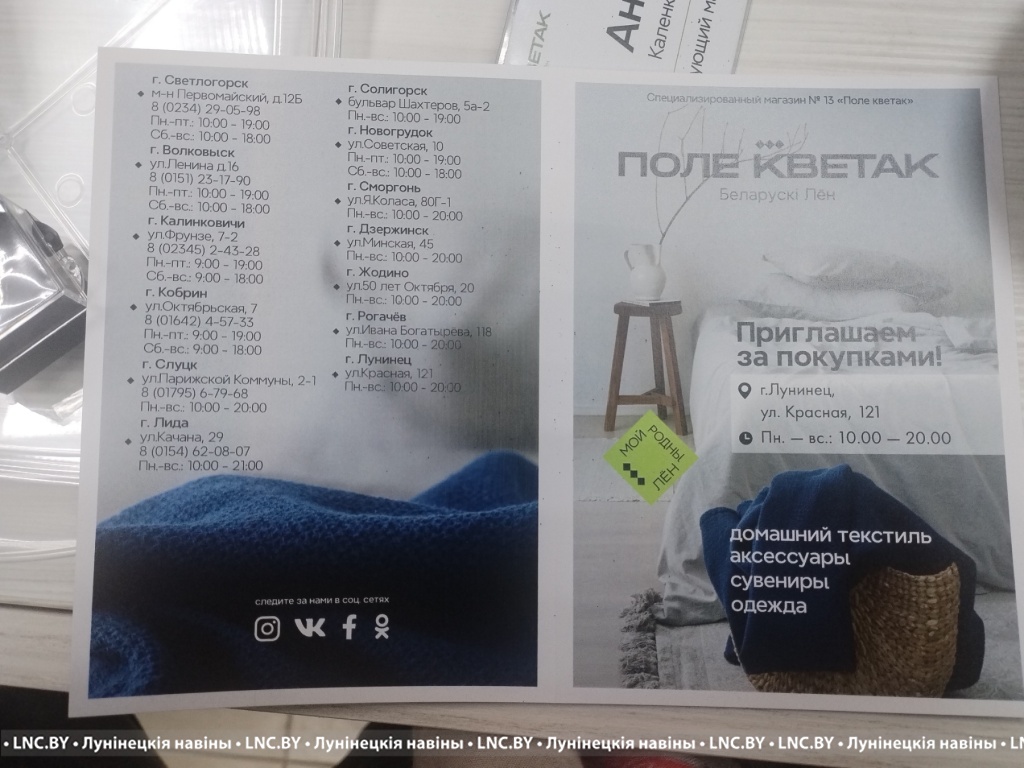 КЕТАК
Ан
Каленк
ующий м
г. Светлогорск
м-н Первомайский, д.12Б
8 (0234) 29-05-98
Пн.-пт.: 10:00 - 19:00
Сб.-вс.: 10:00 - 18:00
г. Волковыск
ул.Ленина д.16
8 (0151) 23-17-90
Пн.-пт.: 10:00 - 19:00
Сб.-вс.: 10:00 - 18:00
г. Калинковичи
ул.Фрунзе, 7-2
8 (02345) 2-43-28
Пн.-пт.: 9:00 - 19:00
Сб.-вс.: 9:00 - 18:00
г. Кобрин
ул.Октябрьская, 7
8 (01642) 4-57-33
Пн.-пт.: 9:00 - 19:00
Сб.-вс.: 9:00 - 18:00
г. Слуцк
ул.Парижской Коммуны, 2-1
8 (01795) 6-79-68
Пн.-вс.: 10:00 - 20:00
г. Лида
ул.Качана, 29
8 (0154) 62-08-07
Пн.-вс.: 10:00 - 21:00
г. Солигорск
бульвар Шахтеров, 5а-2
Пн.-вс.: 10:00 - 19:00
г. Новогрудок
ул.Советская, 10
Пн.-пт.: 10:00 - 19:00
Сб.-вс.: 10:00 - 18:00
г. Сморгонь
ул.Я.Коласа, 80Г-1
Пн.-вс.: 10:00 - 20:00
г. Дзержинск
ул.Минская, 45
Пн.-вс.: 10:00 - 20:00
г. Жодино
ул.50 лет Октября, 20
Пн.-вс.: 10:00 - 20:00
г. Рогачёв
ул.Ивана Богатырёва, 118
Пн.-вс.: 10:00 - 20:00
г. Лунинец
ул.Красная, 121
Пн.-вс.: 10:00 - 20:00
следите за нами в соц. сетях
Специализированный магазин № 13 «Поле кветак»
ПОЛЕ КВЕТАК
Беларускі Лён
Приглашаем
за покупками!
г.Лунинец,
ул. Красная, 121
Пн. — вс.: 10.00 — 20.00
МОЙ
РОДНЫ
ЛЁН
домашний текстиль
аксессуары
сувениры
одежда
• LNC.BY • Лунінецкія навіны • LNC.BY • Лунінецкія навіны • LNC.BY • Лунінецкія навіны • LNC.BY • LNC.BY • Лунінецкія навіны • LN